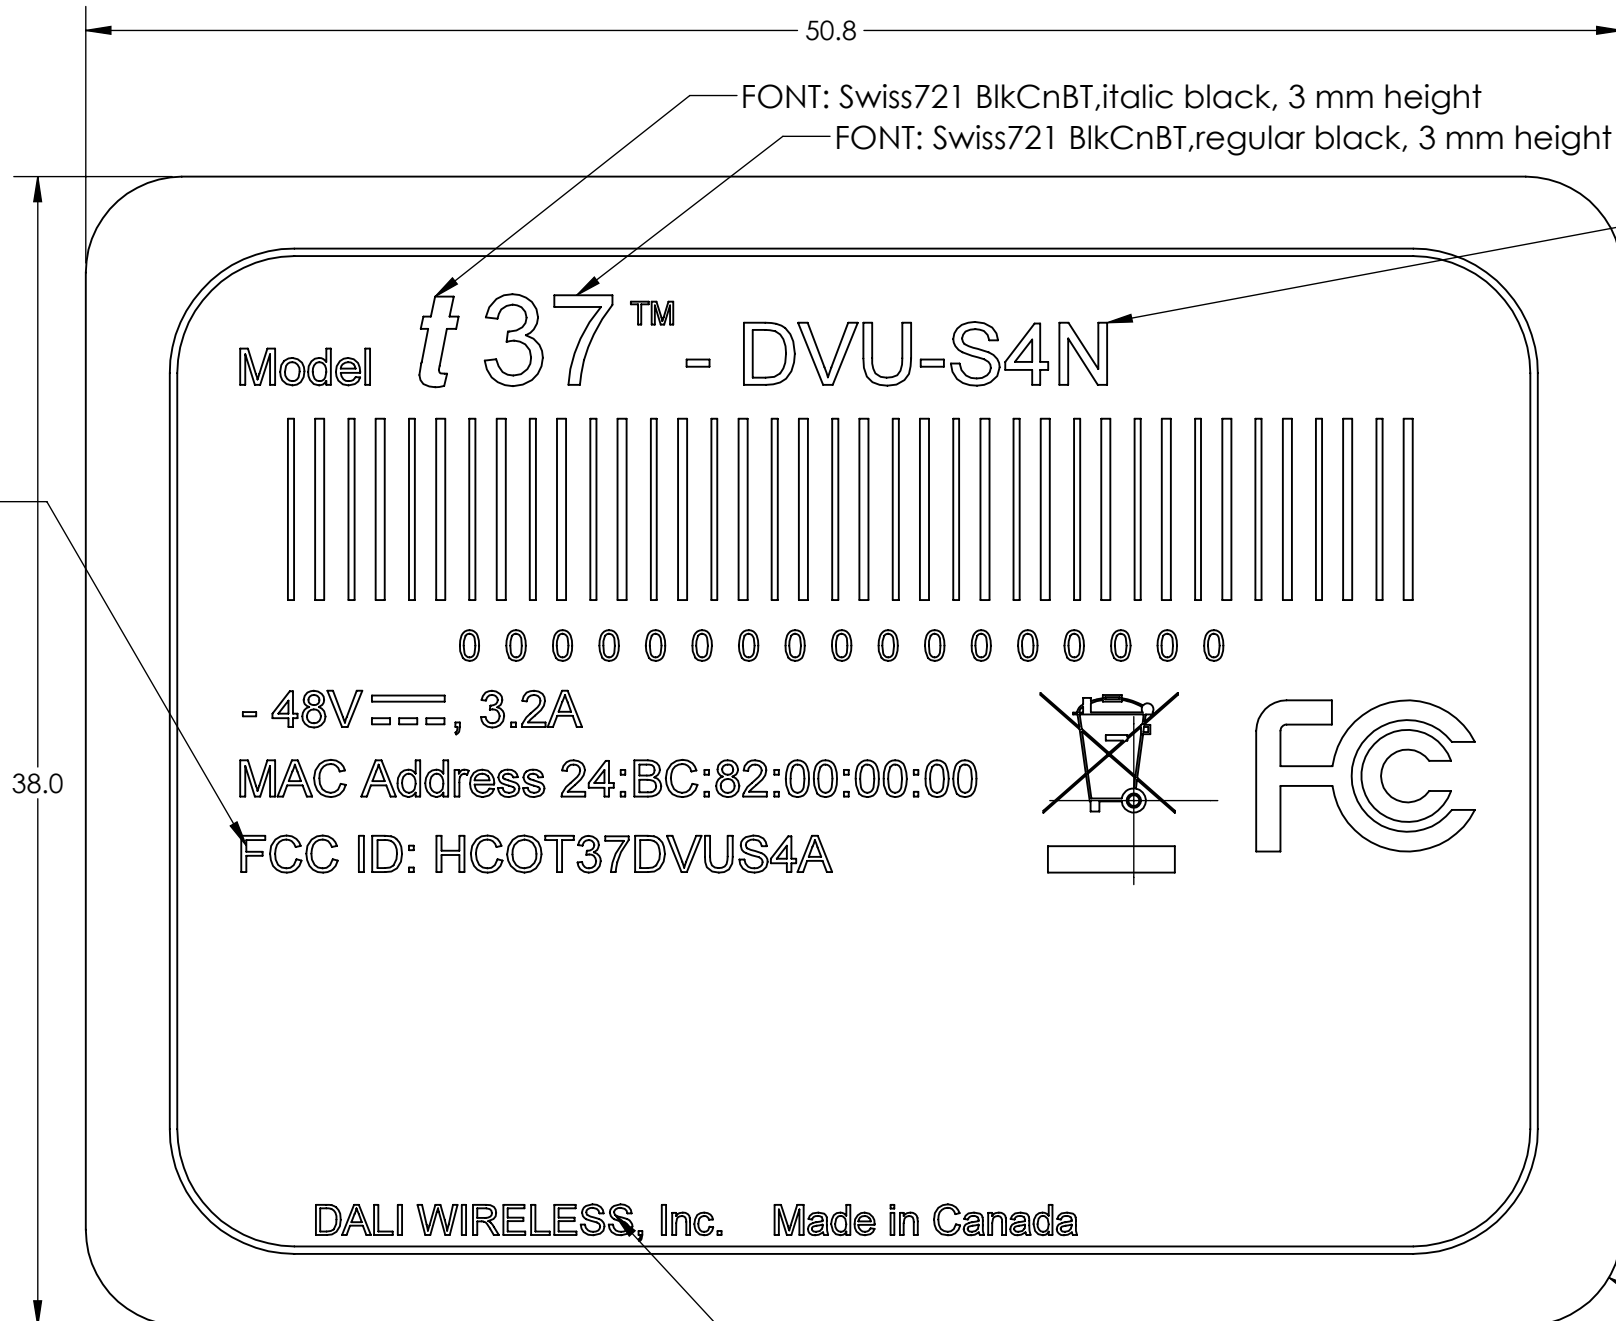 50.8
FONT: Swiss721 BlkCnBT,italic black, 3 mm height
FONT: Swiss721 BlkCnBT,regular black, 3 mm height
Model t 37™ - DVU-S4N
0 0 0 0 0 0 0 0 0 0 0 0 0 0 0 0 0
- 48V⎓, 3.2A
MAC Address 24:BC:82:00:00:00
38.0
FCC ID: HCOT37DVUS4A
FC
DALI WIRELESS, Inc. Made in Canada